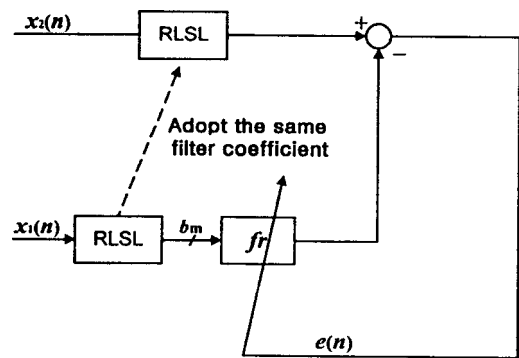 x₂(n)
RLSL
+
−
Adopt the same
filter coefficient
x₁(n)
RLSL
bm
fr
e(n)